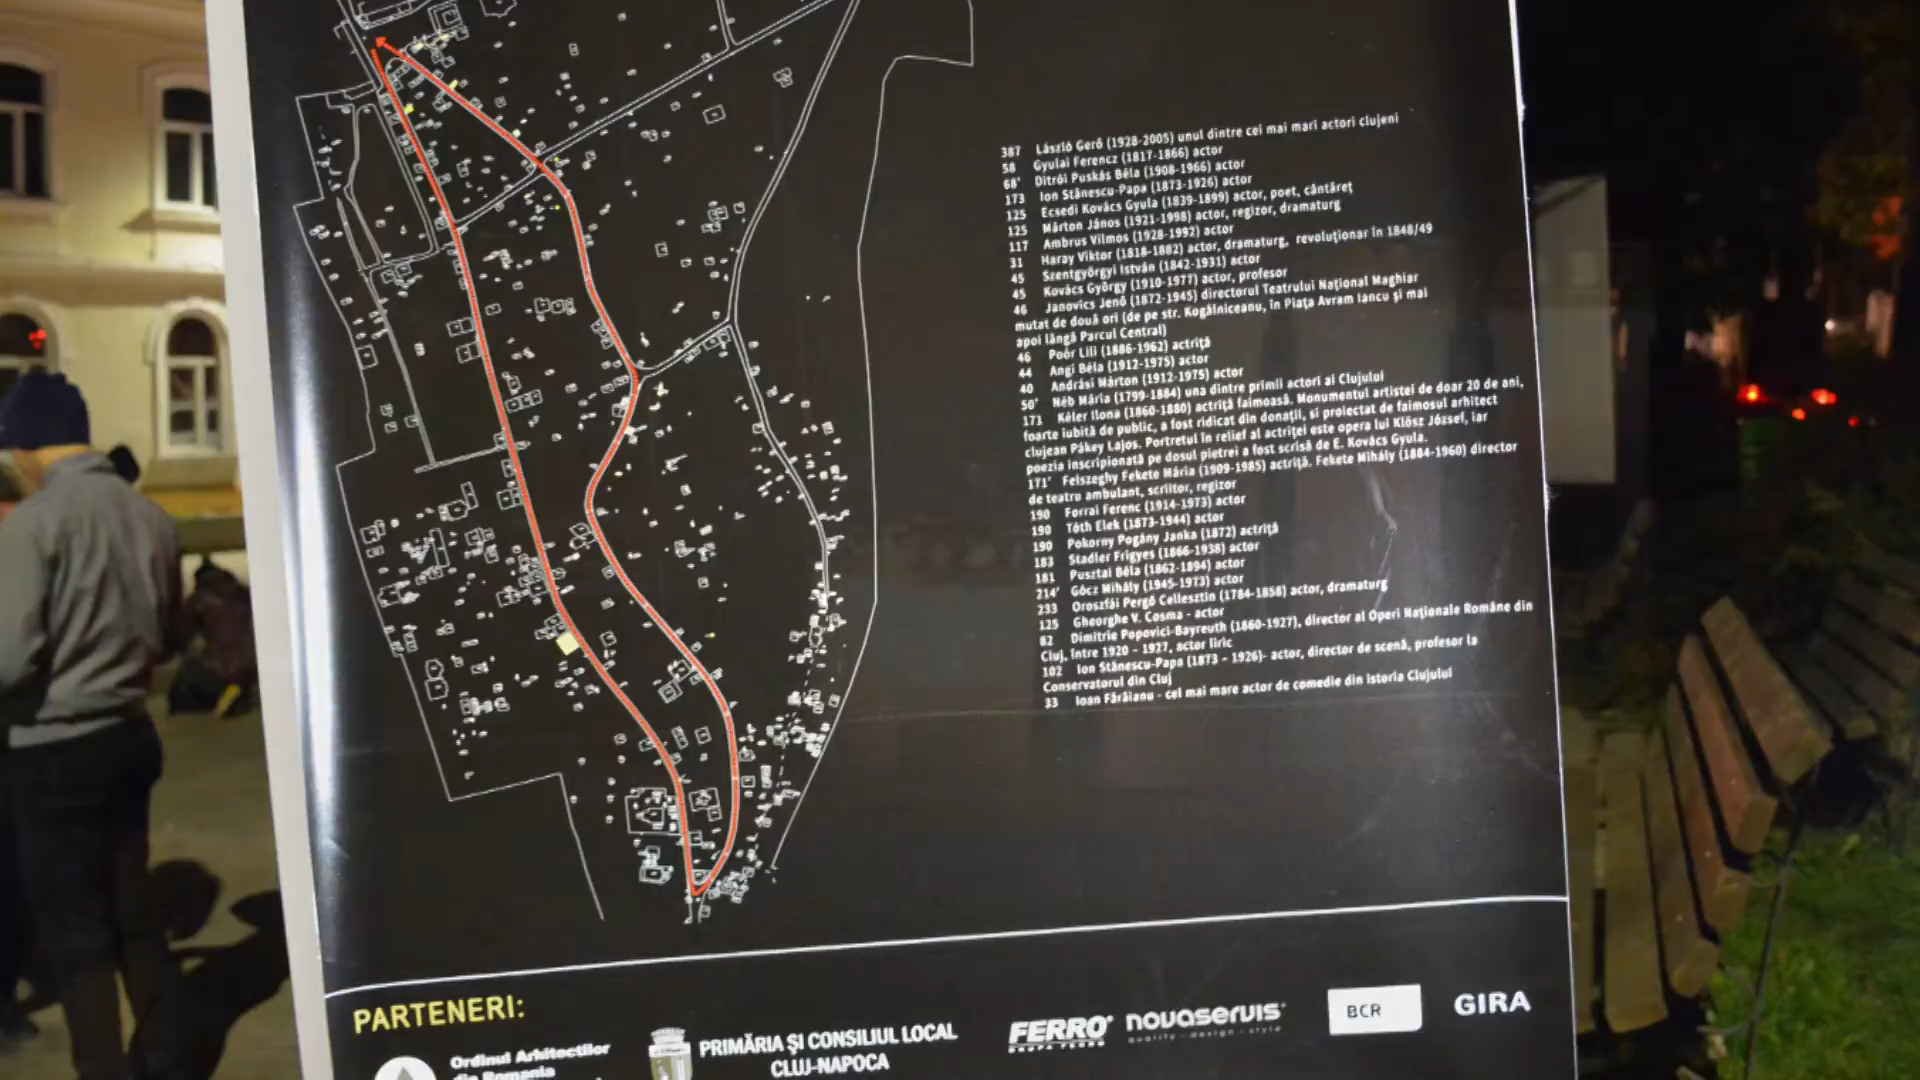 387 László Gerő (1928-2005) unul dintre cei mai mari actori clujeni
58 Gyulai Ferencz (1817-1866) actor
68' Ditrói Puskás Béla (1908-1966) actor
173 Ion Stănescu-Papa (1873-1926) actor
125 Ecsedi Kovács Gyula (1839-1899) actor, poet, cântăreț
125 Márton János (1921-1998) actor, regizor, dramaturg
117 Ambrus Vilmos (1928-1992) actor
31 Haray Viktor (1818-1882) actor, dramaturg, revoluționar în 1848/49
45 Szentgyörgyi István (1842-1931) actor
45 Kovács György (1910-1977) actor, profesor
46 Janovics Jenő (1872-1945) directorul Teatrului Național Maghiar
mutat de două ori (de pe str. Kogălniceanu, în Piața Avram Iancu și mai
apoi lângă Parcul Central)
46 Poór Lili (1886-1962) actriță
44 Angi Béla (1912-1975) actor
40 Andrási Márton (1912-1975) actor
50' Néb Mária (1799-1884) una dintre primii actori ai Clujului
171 Kéler Ilona (1860-1880) actriță faimoasă. Monumentul artistei de doar 20 de ani,
foarte iubită de public, a fost ridicat din donații, si proiectat de faimosul arhitect
clujean Pákey Lajos. Portretul în relief al actriței este opera lui Klösz József, iar
poezia inscripionată pe dosul pietrei a fost scrisă de E. Kovács Gyula.
171' Felszeghy Fekete Mária (1909-1985) actriță. Fekete Mihály (1884-1960) director
de teatru ambulant, scriitor, regizor
190 Forrai Ferenc (1914-1973) actor
190 Tóth Elek (1873-1944) actor
190 Pokorny Pogány Janka (1872) actriță
183 Stadler Frigyes (1866-1938) actor
181 Pusztai Béla (1862-1894) actor
214' Gócz Mihály (1945-1973) actor
233 Oroszfái Pergő Cellesztin (1784-1858) actor, dramaturg
125 Gheorghe V. Cosma - actor
82 Dimitrie Popovici-Bayreuth (1860-1927), director al Operi Naționale Române din
Cluj, între 1920 - 1927, actor liric
102 Ion Stănescu-Papa (1873 - 1926)- actor, director de scenă, profesor la
Conservatorul din Cluj
33 Ioan Fărăianu - cel mai mare actor de comedie din istoria Clujului
PARTENERI:
Ordinul Arhitecților
din Romania
PRIMĂRIA ȘI CONSILIUL LOCAL
CLUJ-NAPOCA
FERRO
GRUPA FERRO
novaservis
quality - design - style
BCR
GIRA